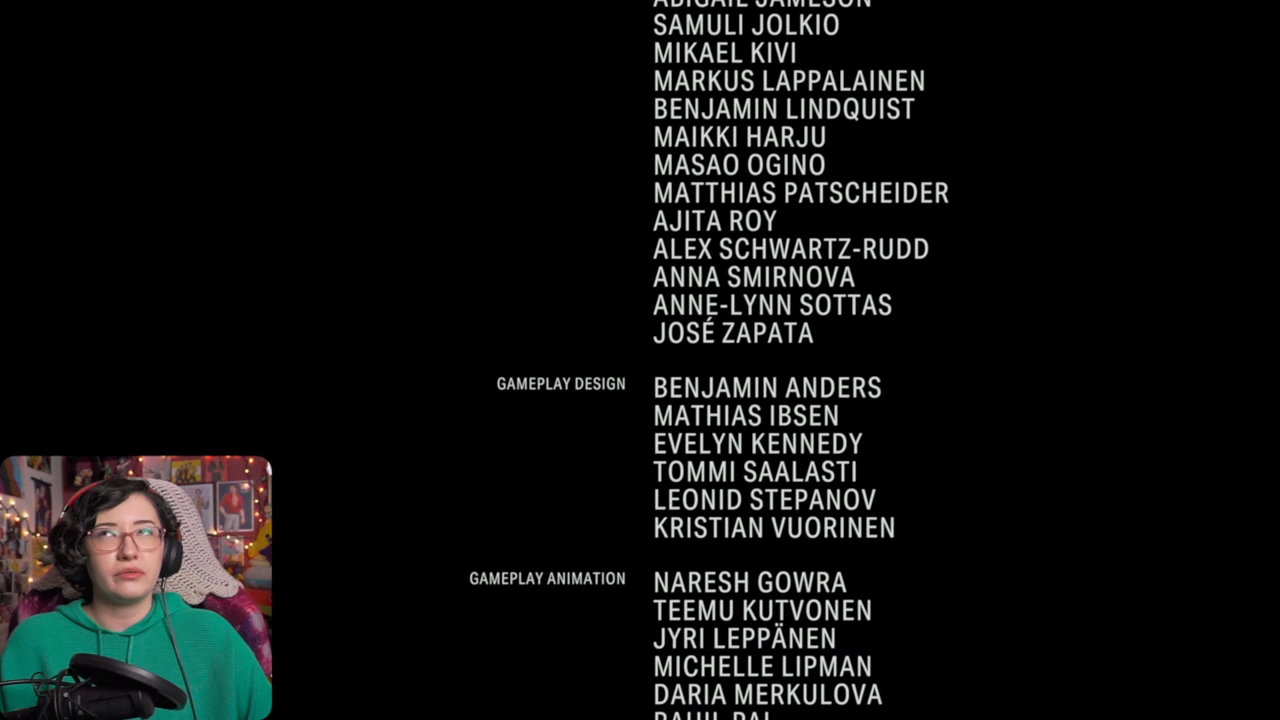 ABIGAIL JAMESON
SAMULI JOLKIO
MIKAEL KIVI
MARKUS LAPPALAINEN
BENJAMIN LINDQUIST
MAIKKI HARJU
MASAO OGINO
MATTHIAS PATSCHEIDER
AJITA ROY
ALEX SCHWARTZ-RUDD
ANNA SMIRNOVA
ANNE-LYNN SOTTAS
JOSÉ ZAPATA
GAMEPLAY DESIGN BENJAMIN ANDERS
MATHIAS IBSEN
EVELYN KENNEDY
TOMMI SAALASTI
LEONID STEPANOV
KRISTIAN VUORINEN
GAMEPLAY ANIMATION NARESH GOWRA
TEEMU KUTVONEN
JYRI LEPPÄNEN
MICHELLE LIPMAN
DARIA MERKULOVA